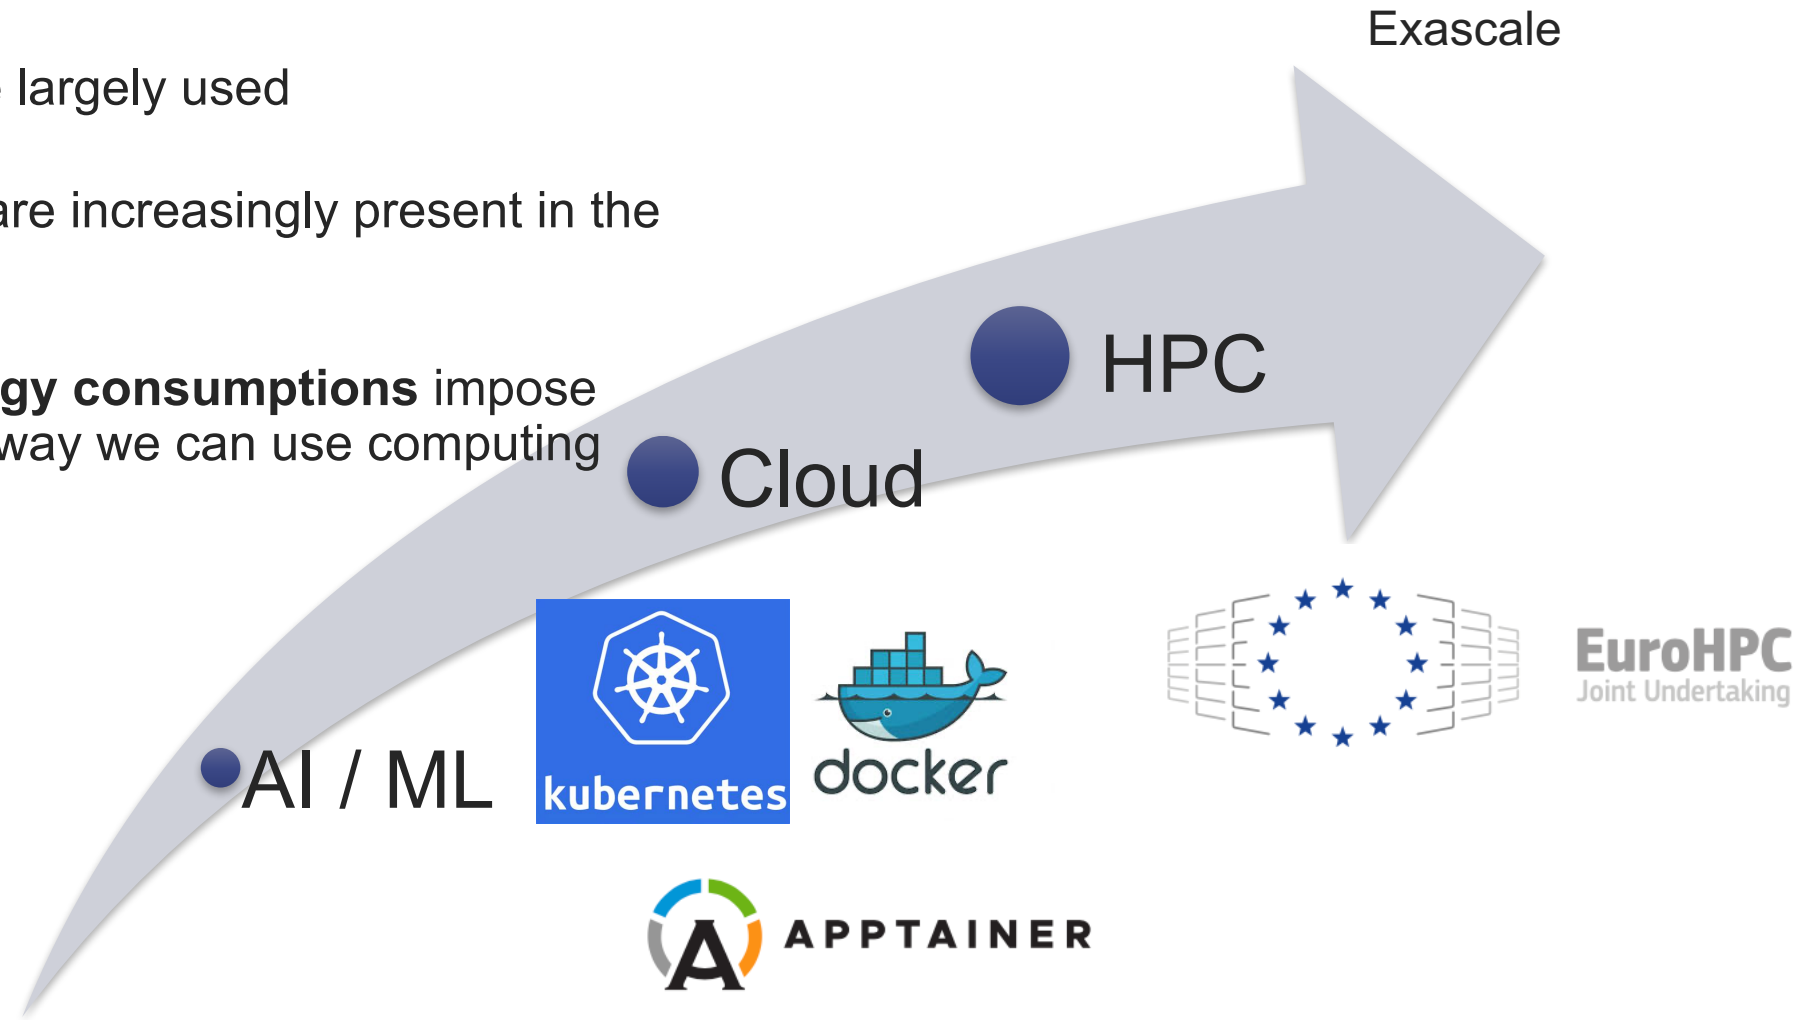 Exascale
largely used
are increasingly present in the
gy consumptions impose
way we can use computing
HPC
Cloud
AI / ML
kubernetes
docker
EuroHPC
Joint Undertaking
APPTAINER